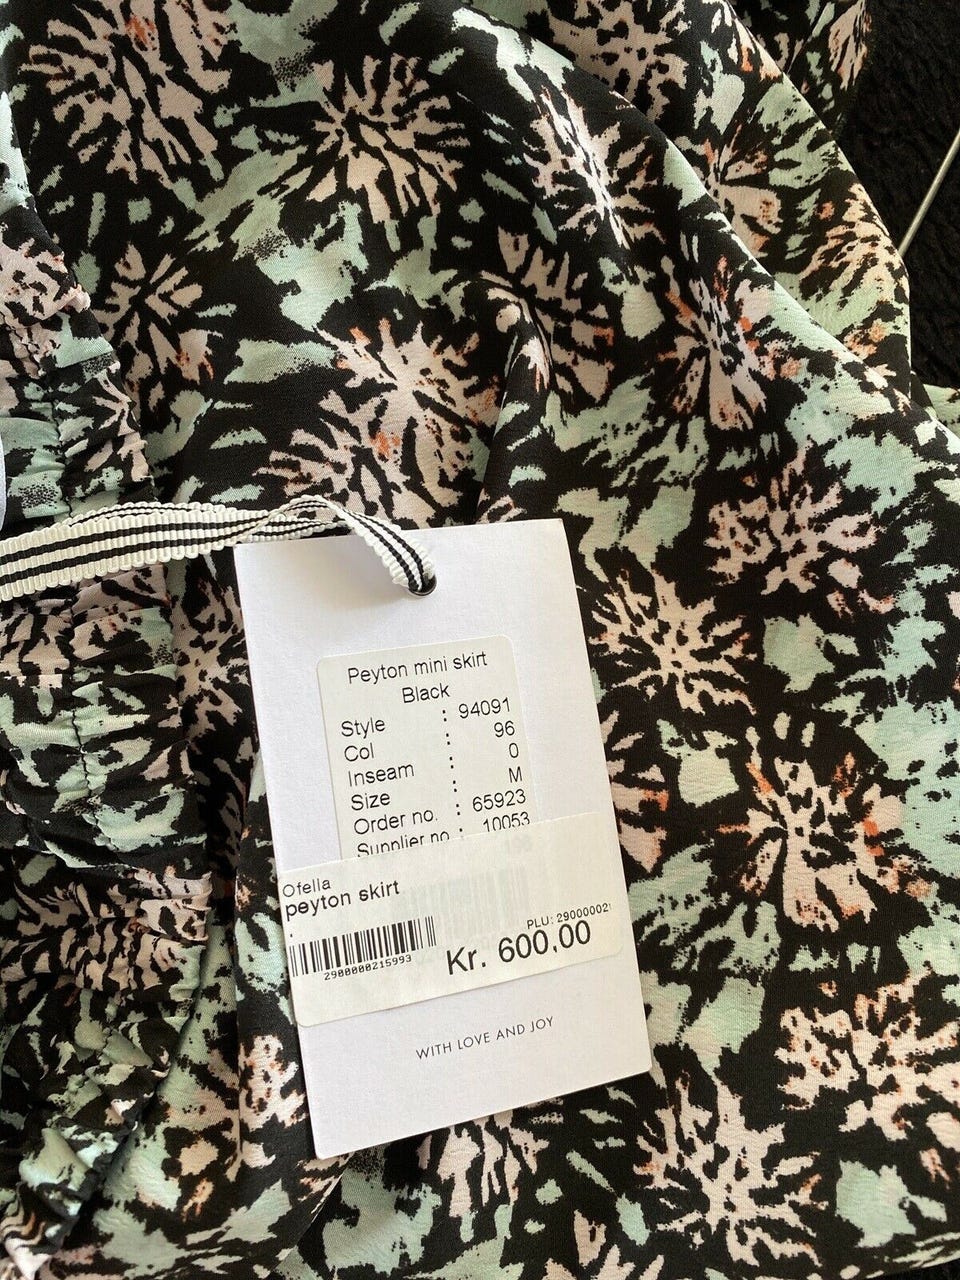 Peyton mini skirt
Black
Style : 94091
Col : 96
Inseam : 0
Size : M
Order no. : 65923
Supplier no : 10053
Ofella
peyton skirt
PLU: 29000002
2900000215993
Kr. 600,00
WITH LOVE AND JOY